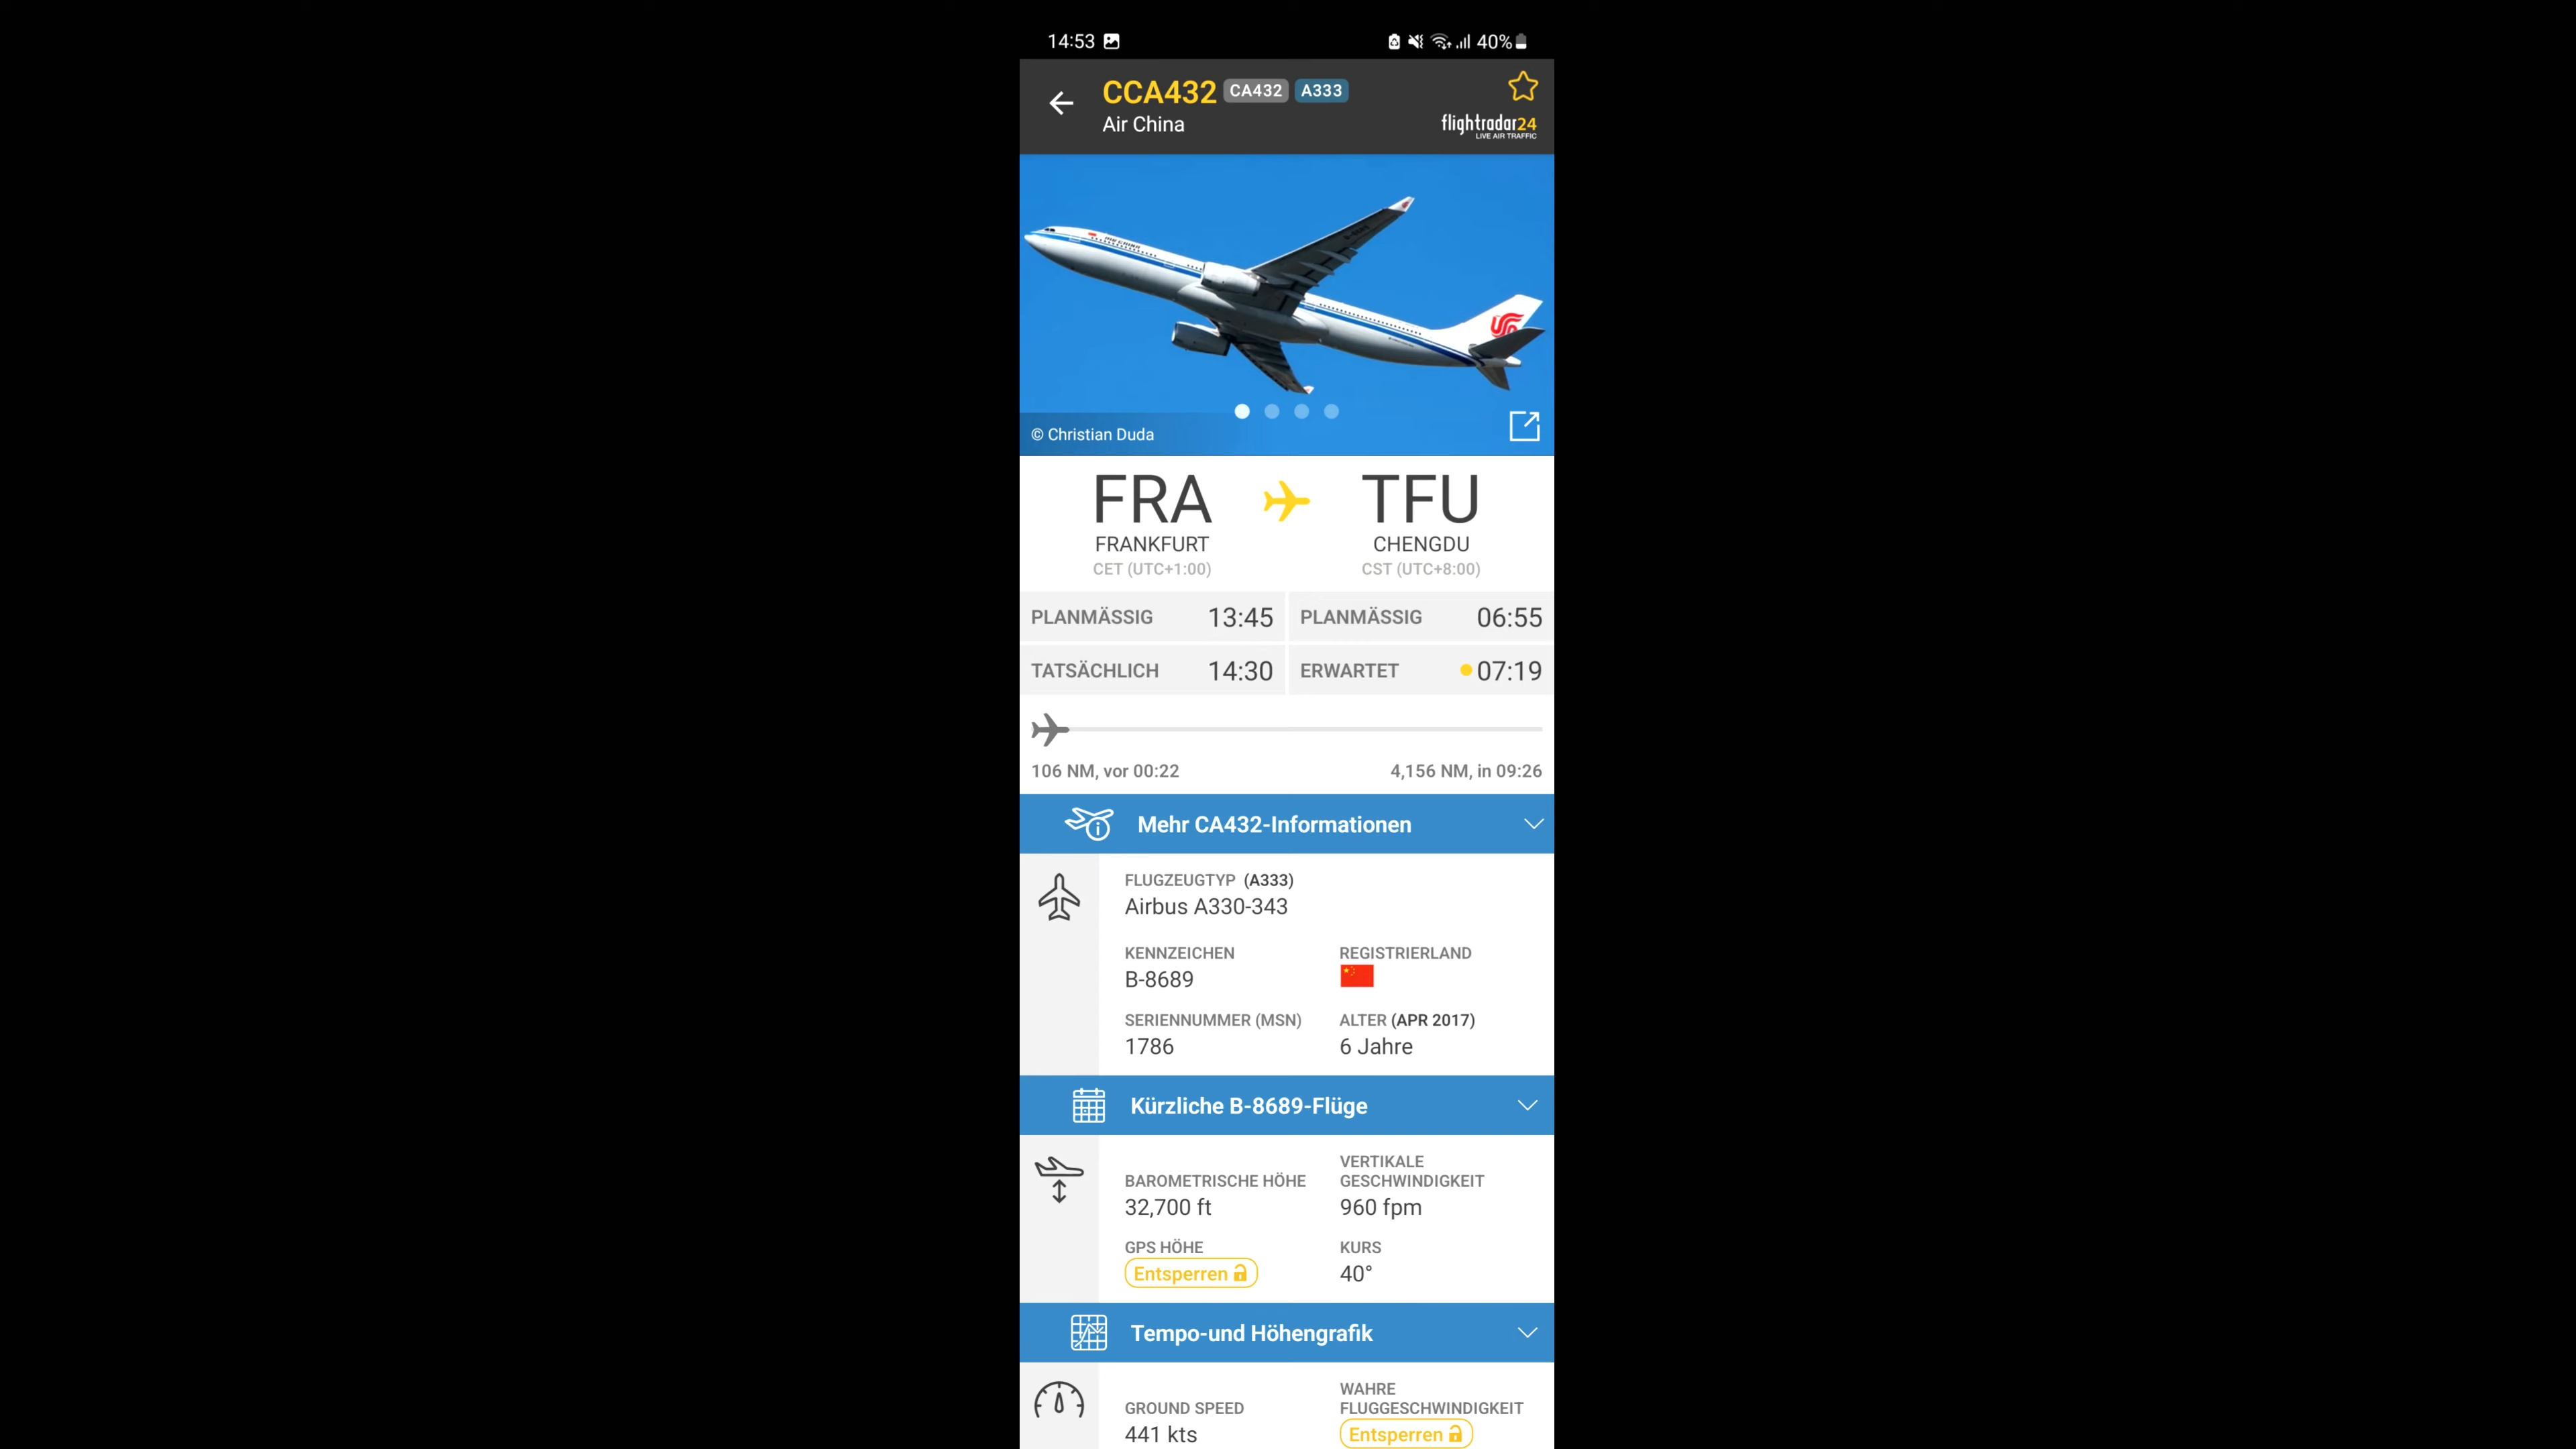 14:53 40%
CCA432 CA432 A333
Air China
flightradar24
LIVE AIR TRAFFIC
AIR CHINA
© Christian Duda
FRA TFU
FRANKFURT CHENGDU
CET (UTC+1:00) CST (UTC+8:00)
PLANMÄSSIG 13:45 PLANMÄSSIG 06:55
TATSÄCHLICH 14:30 ERWARTET 07:19
106 NM, vor 00:22 4,156 NM, in 09:26
Mehr CA432-Informationen
FLUGZEUGTYP (A333)
Airbus A330-343
KENNZEICHEN REGISTRIERLAND
B-8689
SERIENNUMMER (MSN) ALTER (APR 2017)
1786 6 Jahre
Kürzliche B-8689-Flüge
VERTIKALE
BAROMETRISCHE HÖHE GESCHWINDIGKEIT
32,700 ft 960 fpm
GPS HÖHE KURS
Entsperren 40°
Tempo-und Höhengrafik
WAHRE
GROUND SPEED FLUGGESCHWINDIGKEIT
441 kts Entsperren